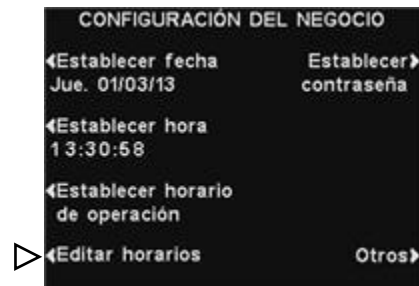 CONFIGURACIÓN DEL NEGOCIO
Establecer fecha
Jue. 01/03/13
Establecer
contraseña
Establecer hora
13:30:58
Establecer horario
de operación
Editar horarios
Otros